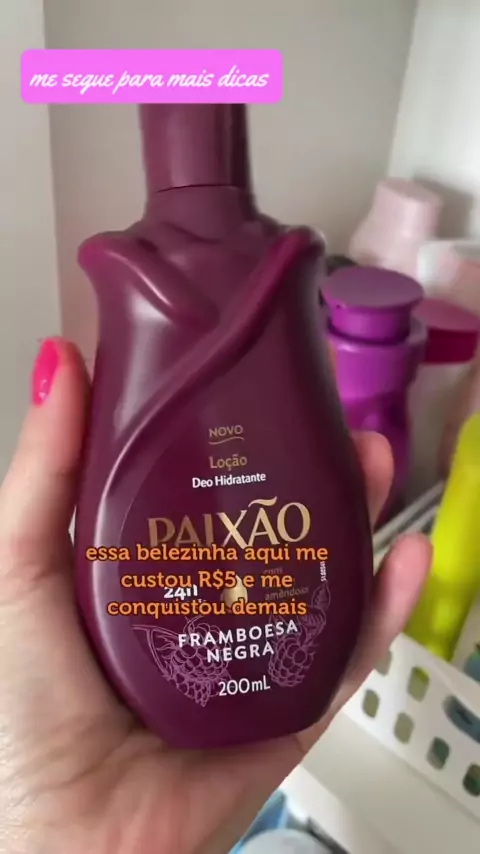 me segue para mais dicas
NOVO
Loção
Deo Hidratante
PAIXÃO
essa belezinha aqui me
custou R$5 e me
conquistou demais
24h
amêndoas
FRAMBOESA
NEGRA
200mL